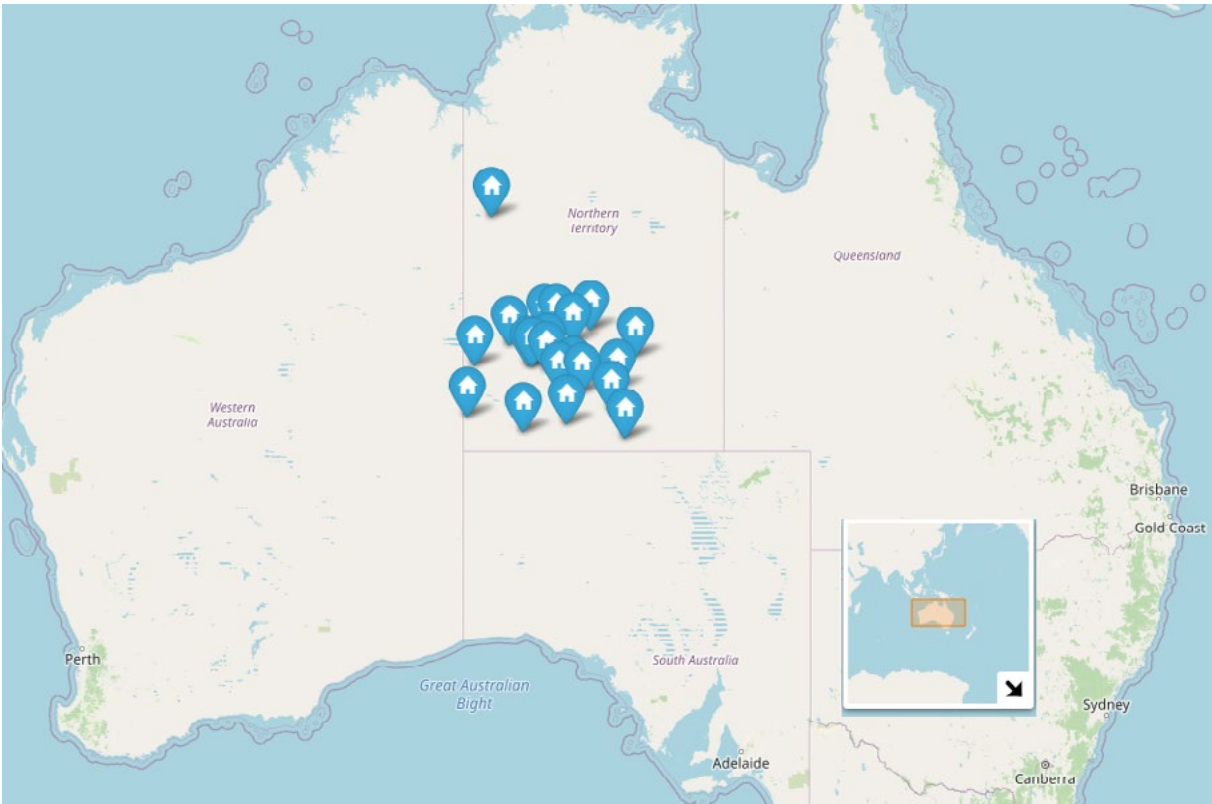 Northern
Territory
Queensland
Western
Australia
Brisbane
Gold Coast
Perth
South Australia
Great Australian
Bight
Sydney
Adelaide
Canberra